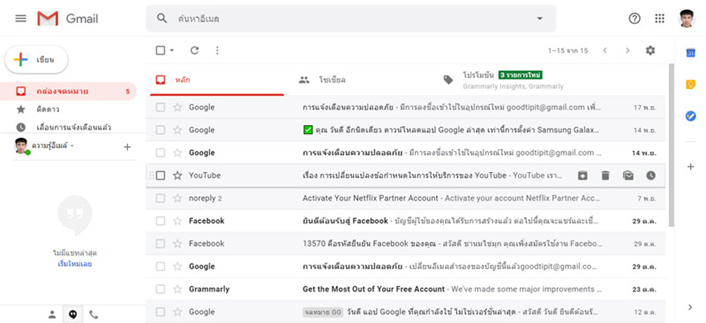 Gmail
ค้นหาอีเมล
เขียน
1–15 จาก 15
กล่องจดหมาย 5
ติดดาว
เลื่อนการแจ้งเตือนแล้ว
ความรู้อีเมล์
ไม่มีแชทล่าสุด
เริ่มใหม่เลย
หลัก
โซเชียล
โปรโมชัน 3 รายการใหม่
Grammarly Insights, Grammarly
Google การแจ้งเตือนความปลอดภัย - มีการลงชื่อเข้าใช้ในอุปกรณ์ใหม่ goodtipit@gmail.com เพิ่... 17 พ.ย.
Google ✅ คุณ วันดี อีกนิดเดียว ดาวน์โหลดแอป Google ล่าสุด เท่านี้การตั้งค่า Samsung Galax... 14 พ.ย.
Google การแจ้งเตือนความปลอดภัย - มีการลงชื่อเข้าใช้ในอุปกรณ์ใหม่ goodtipit@gmail.com เพิ่... 14 พ.ย.
YouTube เรื่อง การเปลี่ยนแปลงข้อกำหนดในการให้บริการของ YouTube - YouTube เรา...
noreply 2 Activate Your Netflix Partner Account - Activate your account Netflix Partner Help Ce... 7 พ.ย.
Facebook ยินดีต้อนรับสู่ Facebook - บัญชีผู้ใช้ของคุณได้รับการสร้างแล้ว ต่อไปนี้คุณจะแชร์และเชื่... 29 ต.ค.
Facebook 13570 คือรหัสยืนยัน Facebook ของคุณ - สวัสดี ชานมไข่มุก คุณเพิ่งสมัครใช้งาน Facebo... 29 ต.ค.
Google การแจ้งเตือนความปลอดภัย - เปลี่ยนอีเมลสำรองของบัญชีนี้แล้ว goodtipit@gmail.co... 29 ต.ค.
Grammarly Get the Most Out of Your Free Account - We've made some major improvements ... 23 ต.ค.
Google จดหมาย GG วันดี แอป Google ที่คุณกำลังใช้ ไม่ใช่เวอร์ชันล่าสุด - สวัสดี วันดี ยินดีต้อนรั... 12 ต.ค.